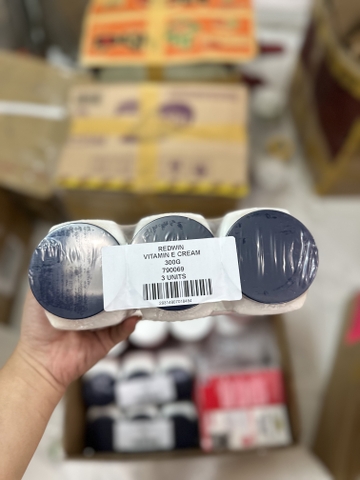 REDWIN
VITAMIN E CREAM
300G
790069
3 UNITS